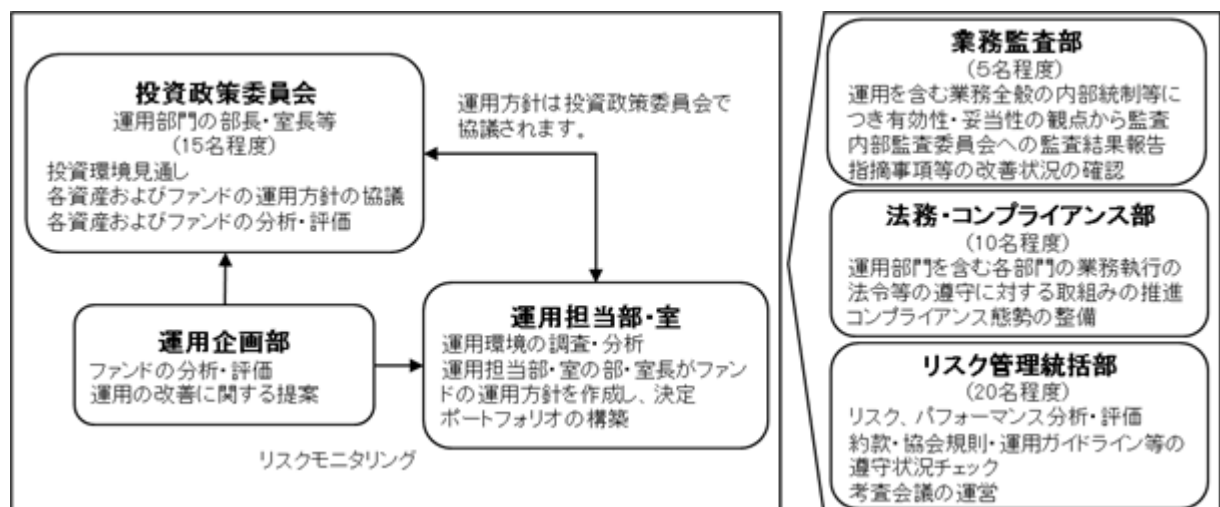 投資政策委員会
運用部門の部長・室長等
(15名程度)
投資環境見通し
各資産およびファンドの運用方針の協議
各資産およびファンドの分析・評価
運用方針は投資政策委員会で
協議されます。
運用企画部
ファンドの分析・評価
運用の改善に関する提案
運用担当部・室
運用環境の調査・分析
運用担当部・室の部・室長がファン
ドの運用方針を作成し、決定
ポートフォリオの構築
リスクモニタリング
業務監査部
(5名程度)
運用を含む業務全般の内部統制等に
つき有効性・妥当性の観点から監査
内部監査委員会への監査結果報告
指摘事項等の改善状況の確認
法務・コンプライアンス部
(10名程度)
運用部門を含む各部門の業務執行の
法令等の遵守に対する取組みの推進
コンプライアンス態勢の整備
リスク管理統括部
(20名程度)
リスク、パフォーマンス分析・評価
約款・協会規則・運用ガイドライン等の
遵守状況チェック
考査会議の運営